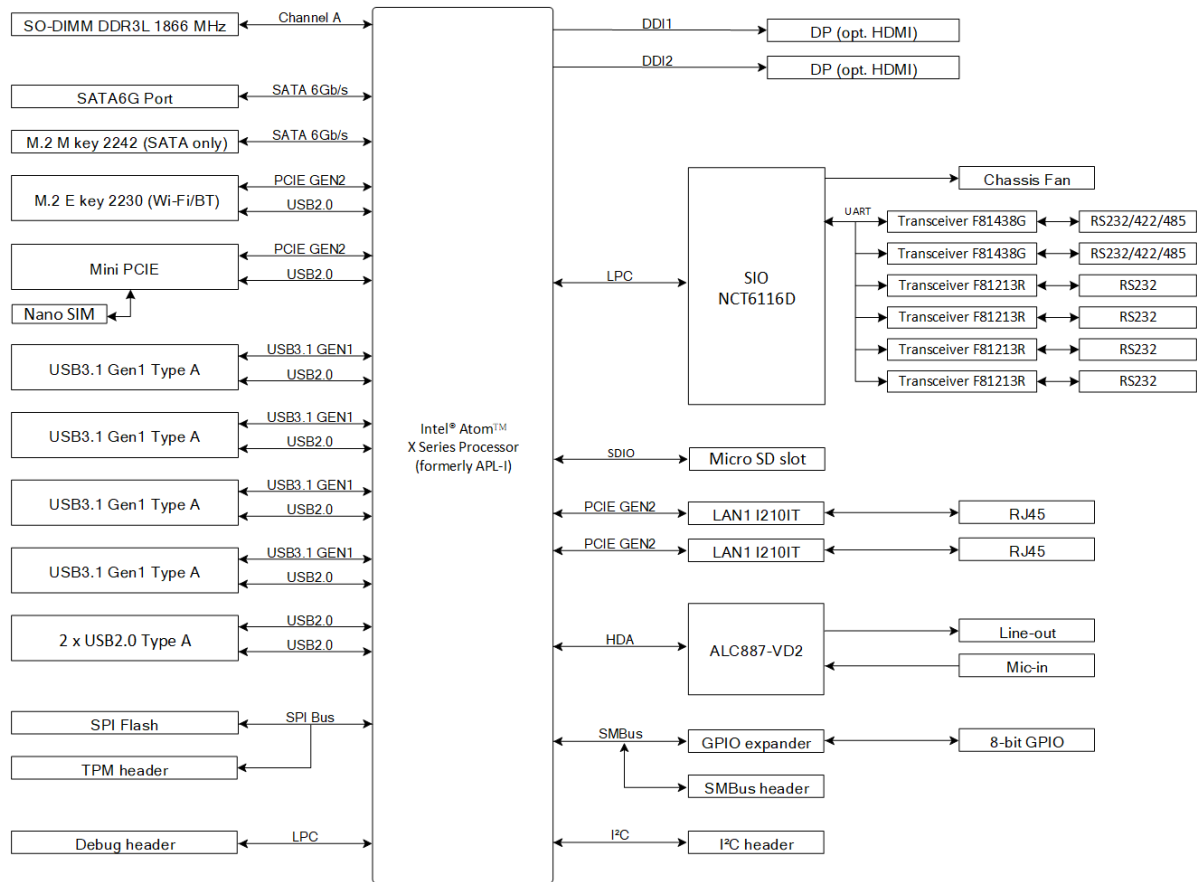 SO-DIMM DDR3L 1866 MHz
Channel A
SATA6G Port
SATA 6Gb/s
M.2 M key 2242 (SATA only)
SATA 6Gb/s
M.2 E key 2230 (Wi-Fi/BT)
PCIE GEN2
USB2.0
Mini PCIE
PCIE GEN2
USB2.0
Nano SIM
USB3.1 Gen1 Type A
USB3.1 GEN1
USB2.0
USB3.1 Gen1 Type A
USB3.1 GEN1
USB2.0
USB3.1 Gen1 Type A
USB3.1 GEN1
USB2.0
USB3.1 Gen1 Type A
USB3.1 GEN1
USB2.0
2 x USB2.0 Type A
USB2.0
USB2.0
SPI Flash
SPI Bus
TPM header
Debug header
LPC
Intel® Atom™
X Series Processor
(formerly APL-I)
DDI1
DP (opt. HDMI)
DDI2
DP (opt. HDMI)
LPC
SIO
NCT6116D
Chassis Fan
UART
Transceiver F81438G
RS232/422/485
Transceiver F81438G
RS232/422/485
Transceiver F81213R
RS232
Transceiver F81213R
RS232
Transceiver F81213R
RS232
Transceiver F81213R
RS232
SDIO
Micro SD slot
PCIE GEN2
LAN1 I210IT
RJ45
PCIE GEN2
LAN1 I210IT
RJ45
HDA
ALC887-VD2
Line-out
Mic-in
SMBus
GPIO expander
8-bit GPIO
SMBus header
I²C
I²C header